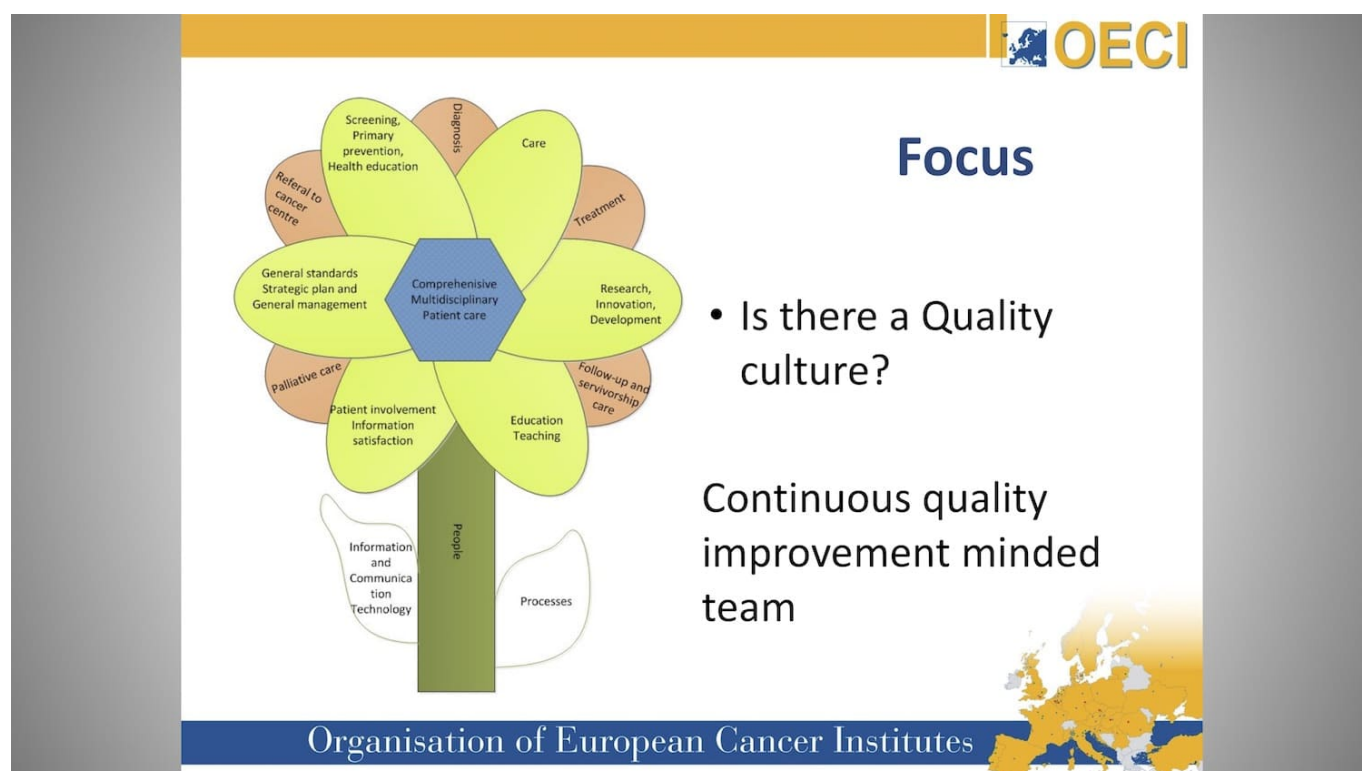 OECI
Focus
Screening,
Primary
prevention,
Health education
Diagnosis
Care
Referal to
cancer
centre
Treatment
General standards
Strategic plan and
General management
Comprehenisive
Multidisciplinary
Patient care
Research,
Innovation,
Development
Palliative care
Follow-up and
servivorship
care
Patient involvement
Information
satisfaction
Education
Teaching
People
Information
and
Communica
tion
Technology
Processes
• Is there a Quality
culture?
Continuous quality
improvement minded
team
Organisation of European Cancer Institutes